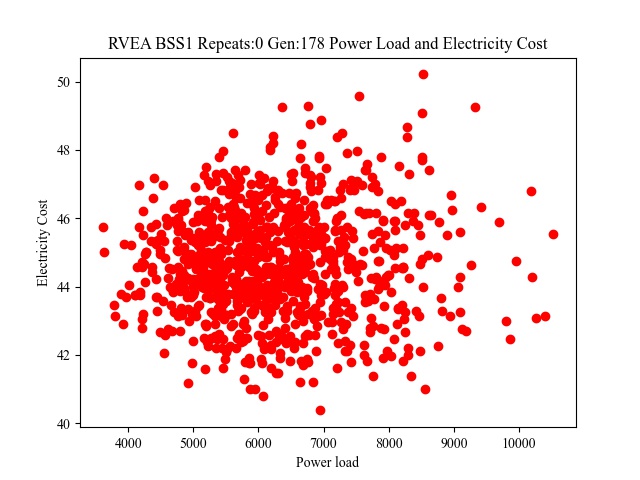 RVEA BSS1 Repeats:0 Gen:178 Power Load and Electricity Cost
50
48
46
44
42
40
Electricity Cost
4000 5000 6000 7000 8000 9000 10000
Power load